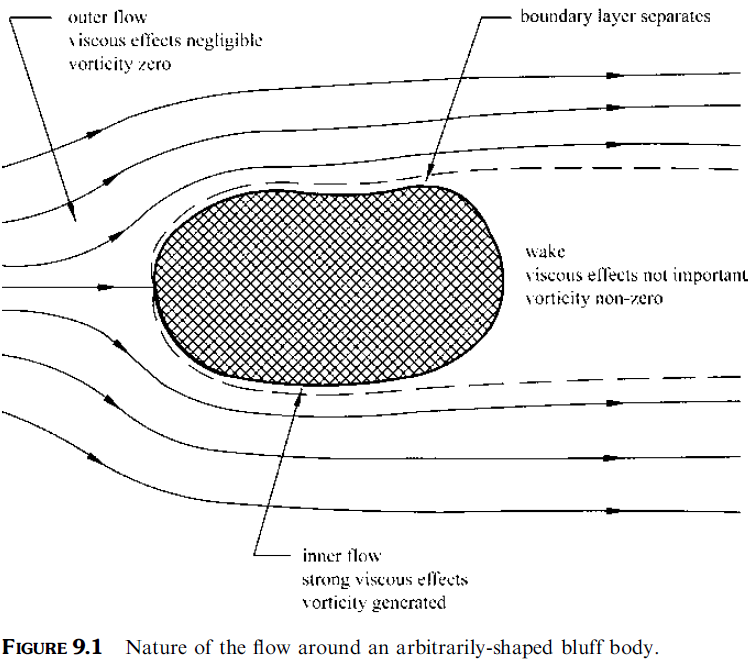 outer flow
viscous effects negligible
vorticity zero
boundary layer separates
wake
viscous effects not important
vorticity non-zero
inner flow
strong viscous effects
vorticity generated
FIGURE 9.1 Nature of the flow around an arbitrarily-shaped bluff body.